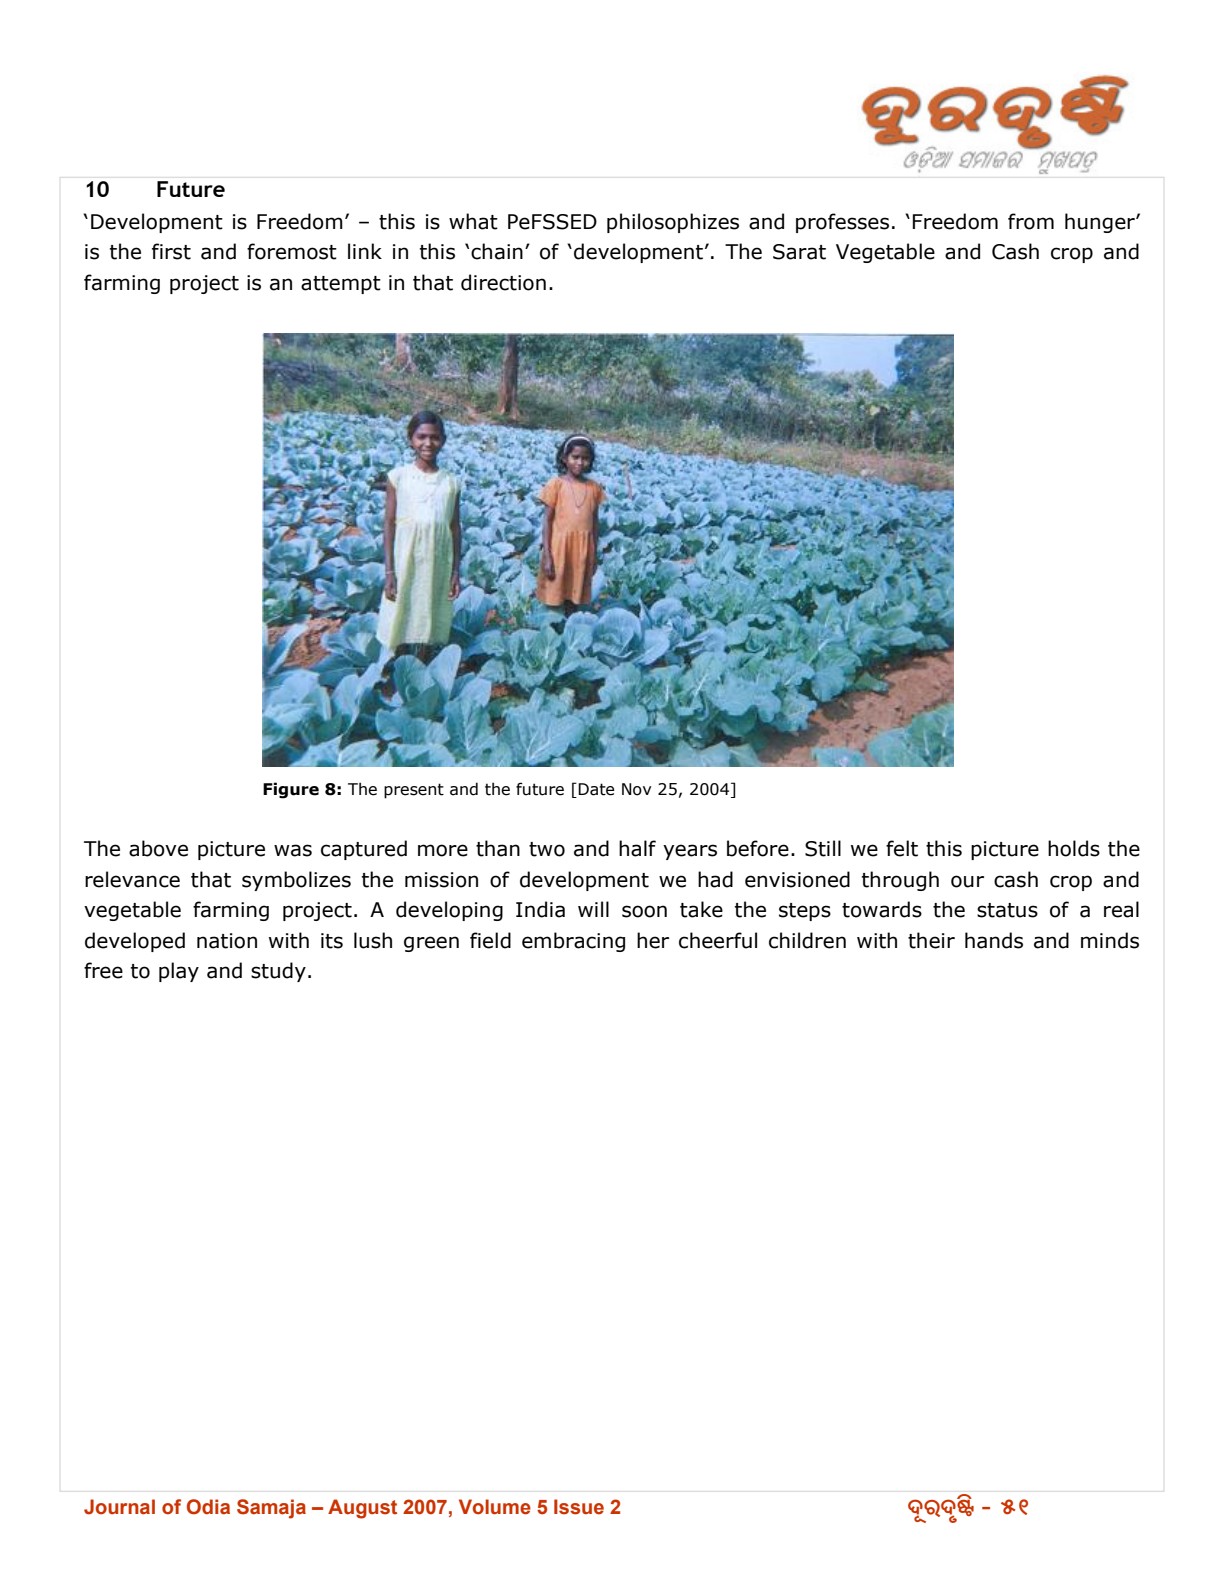 ଦୂରଦୃଷ୍ଟି
ଓଡ଼ିଆ ସମାଜର ମୁଖପତ୍ର
10 Future
‘Development is Freedom’ – this is what PeFSSED philosophizes and professes. ‘Freedom from hunger’
is the first and foremost link in this ‘chain’ of ‘development’. The Sarat Vegetable and Cash crop and
farming project is an attempt in that direction.
Figure 8: The present and the future [Date Nov 25, 2004]
The above picture was captured more than two and half years before. Still we felt this picture holds the
relevance that symbolizes the mission of development we had envisioned through our cash crop and
vegetable farming project. A developing India will soon take the steps towards the status of a real
developed nation with its lush green field embracing her cheerful children with their hands and minds
free to play and study.
Journal of Odia Samaja – August 2007, Volume 5 Issue 2 ଦୂରଦୃଷ୍ଟି - ୫୧